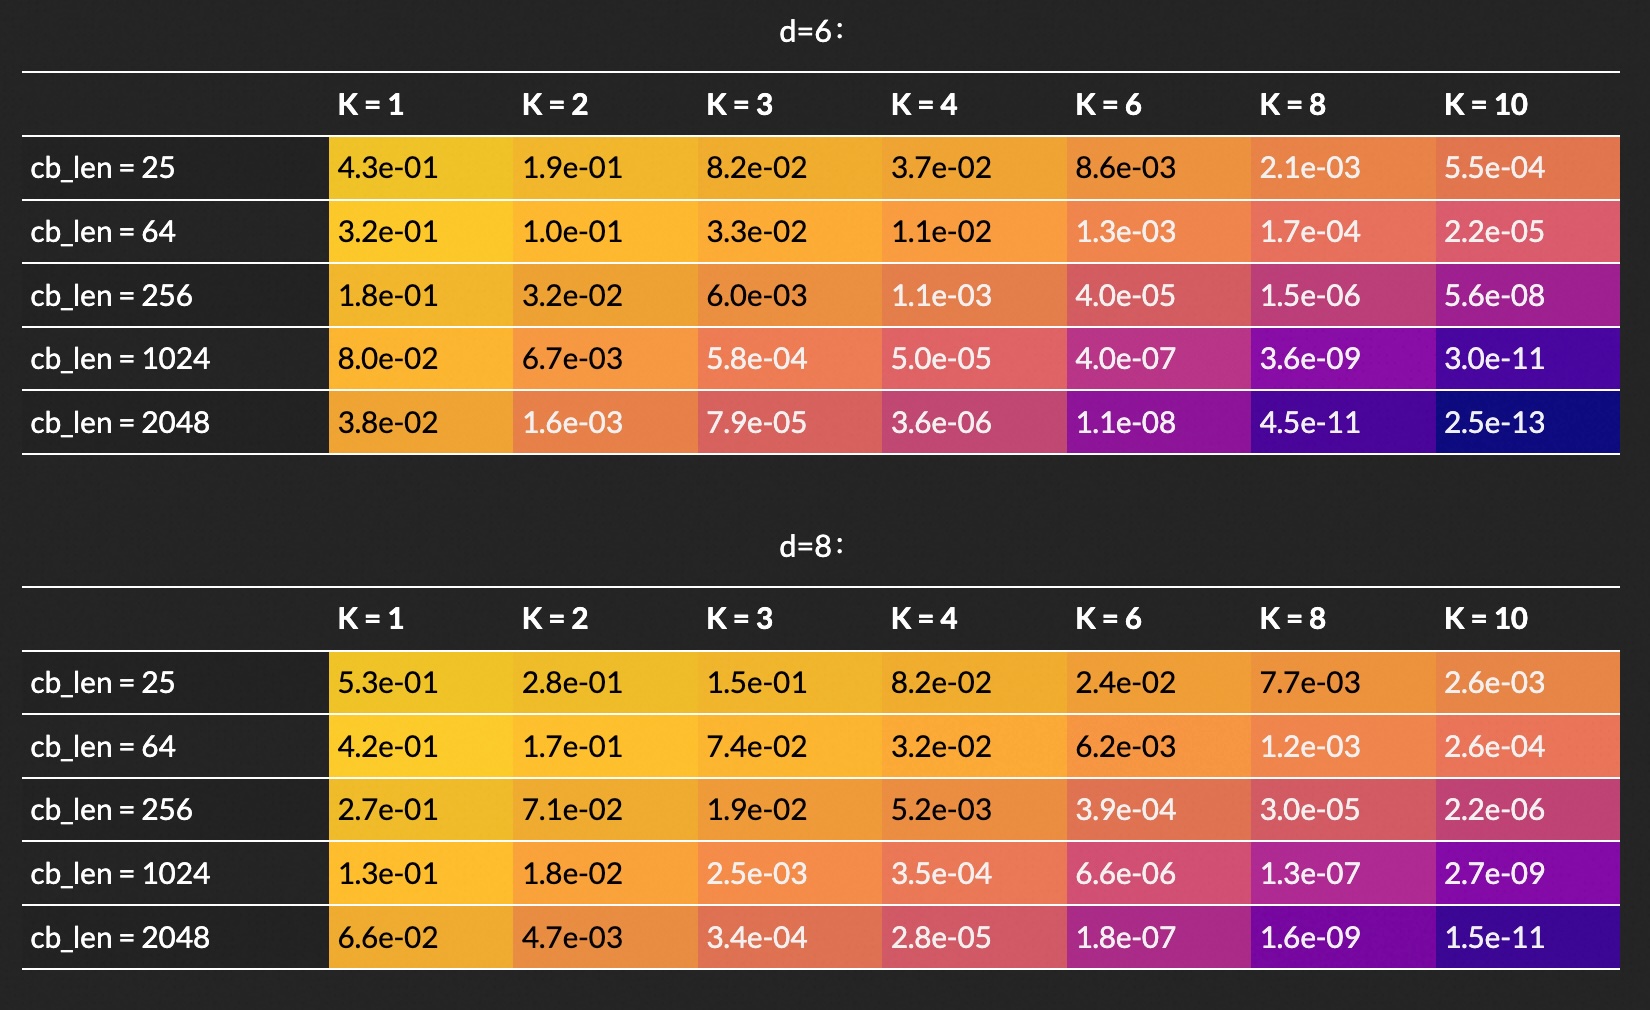 d=6:
K = 1 K = 2 K = 3 K = 4 K = 6 K = 8 K = 10
cb_len = 25 4.3e-01 1.9e-01 8.2e-02 3.7e-02 8.6e-03 2.1e-03 5.5e-04
cb_len = 64 3.2e-01 1.0e-01 3.3e-02 1.1e-02 1.3e-03 1.7e-04 2.2e-05
cb_len = 256 1.8e-01 3.2e-02 6.0e-03 1.1e-03 4.0e-05 1.5e-06 5.6e-08
cb_len = 1024 8.0e-02 6.7e-03 5.8e-04 5.0e-05 4.0e-07 3.6e-09 3.0e-11
cb_len = 2048 3.8e-02 1.6e-03 7.9e-05 3.6e-06 1.1e-08 4.5e-11 2.5e-13
d=8:
K = 1 K = 2 K = 3 K = 4 K = 6 K = 8 K = 10
cb_len = 25 5.3e-01 2.8e-01 1.5e-01 8.2e-02 2.4e-02 7.7e-03 2.6e-03
cb_len = 64 4.2e-01 1.7e-01 7.4e-02 3.2e-02 6.2e-03 1.2e-03 2.6e-04
cb_len = 256 2.7e-01 7.1e-02 1.9e-02 5.2e-03 3.9e-04 3.0e-05 2.2e-06
cb_len = 1024 1.3e-01 1.8e-02 2.5e-03 3.5e-04 6.6e-06 1.3e-07 2.7e-09
cb_len = 2048 6.6e-02 4.7e-03 3.4e-04 2.8e-05 1.8e-07 1.6e-09 1.5e-11